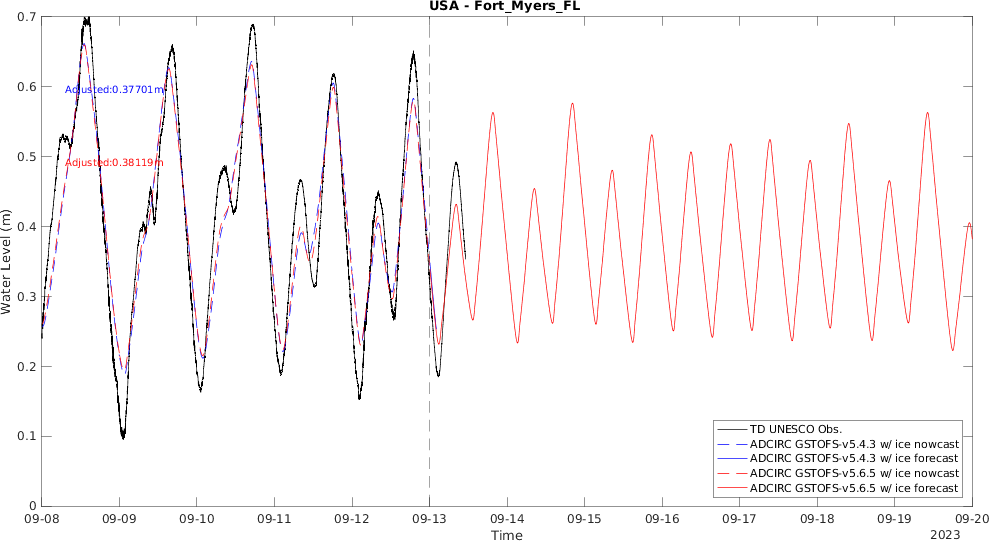 USA - Fort_Myers_FL
0.7
0.6
0.5
0.4
0.3
0.2
0.1
0
Water Level (m)
Adjusted:0.37701m
Adjusted:0.38119m
TD UNESCO Obs.
ADCIRC GSTOFS-v5.4.3 w/ ice nowcast
ADCIRC GSTOFS-v5.4.3 w/ ice forecast
ADCIRC GSTOFS-v5.6.5 w/ ice nowcast
ADCIRC GSTOFS-v5.6.5 w/ ice forecast
09-08 09-09 09-10 09-11 09-12 09-13 09-14 09-15 09-16 09-17 09-18 09-19 09-20
Time
2023